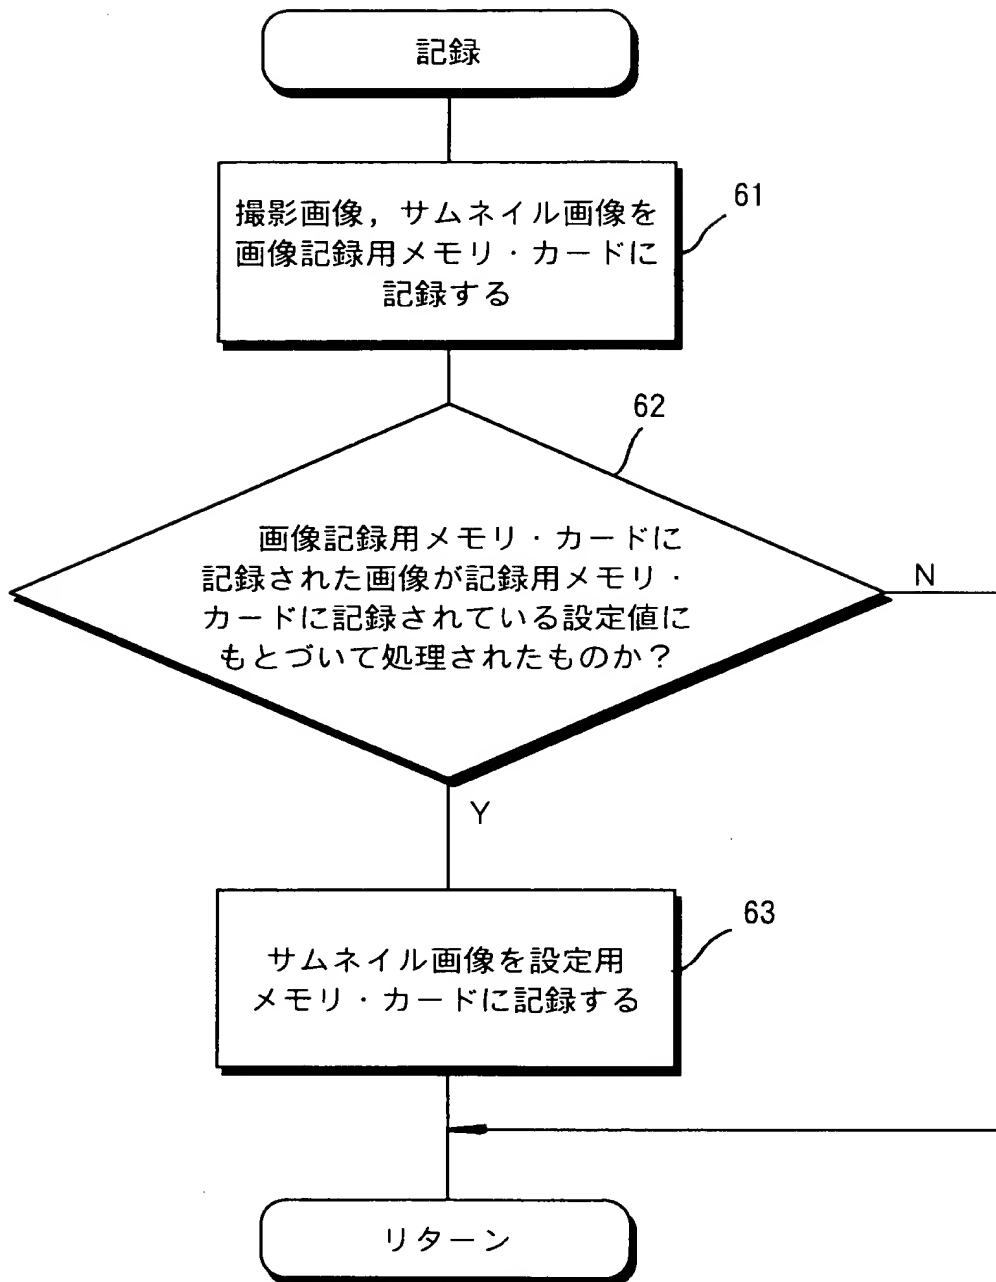 記録
61
撮影画像，サムネイル画像を
画像記録用メモリ・カードに
記録する
62
画像記録用メモリ・カードに
記録された画像が記録用メモリ・
カードに記録されている設定値に
もとづいて処理されたものか？
N
Y
63
サムネイル画像を設定用
メモリ・カードに記録する
リターン